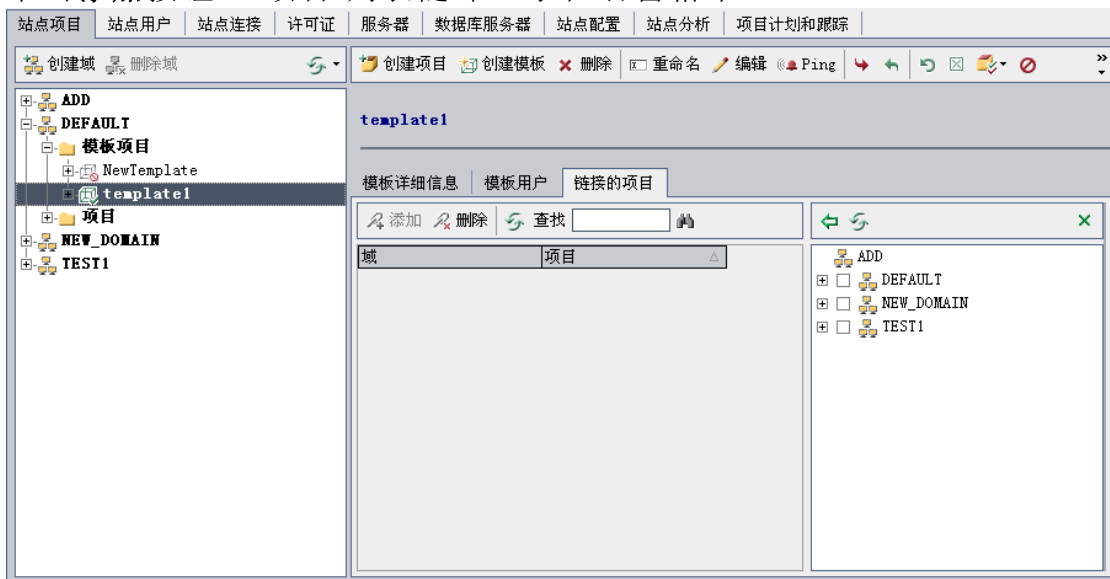 站点项目 站点用户 站点连接 许可证 服务器 数据库服务器 站点配置 站点分析 项目计划和跟踪
创建域 删除域
创建项目 创建模板 删除 重命名 编辑 Ping
ADD
DEFAULT
模板项目
NewTemplate
template1
项目
NEW_DOMAIN
TEST1
template1
模板详细信息 模板用户 链接的项目
添加 删除 查找
域 项目
ADD
DEFAULT
NEW_DOMAIN
TEST1